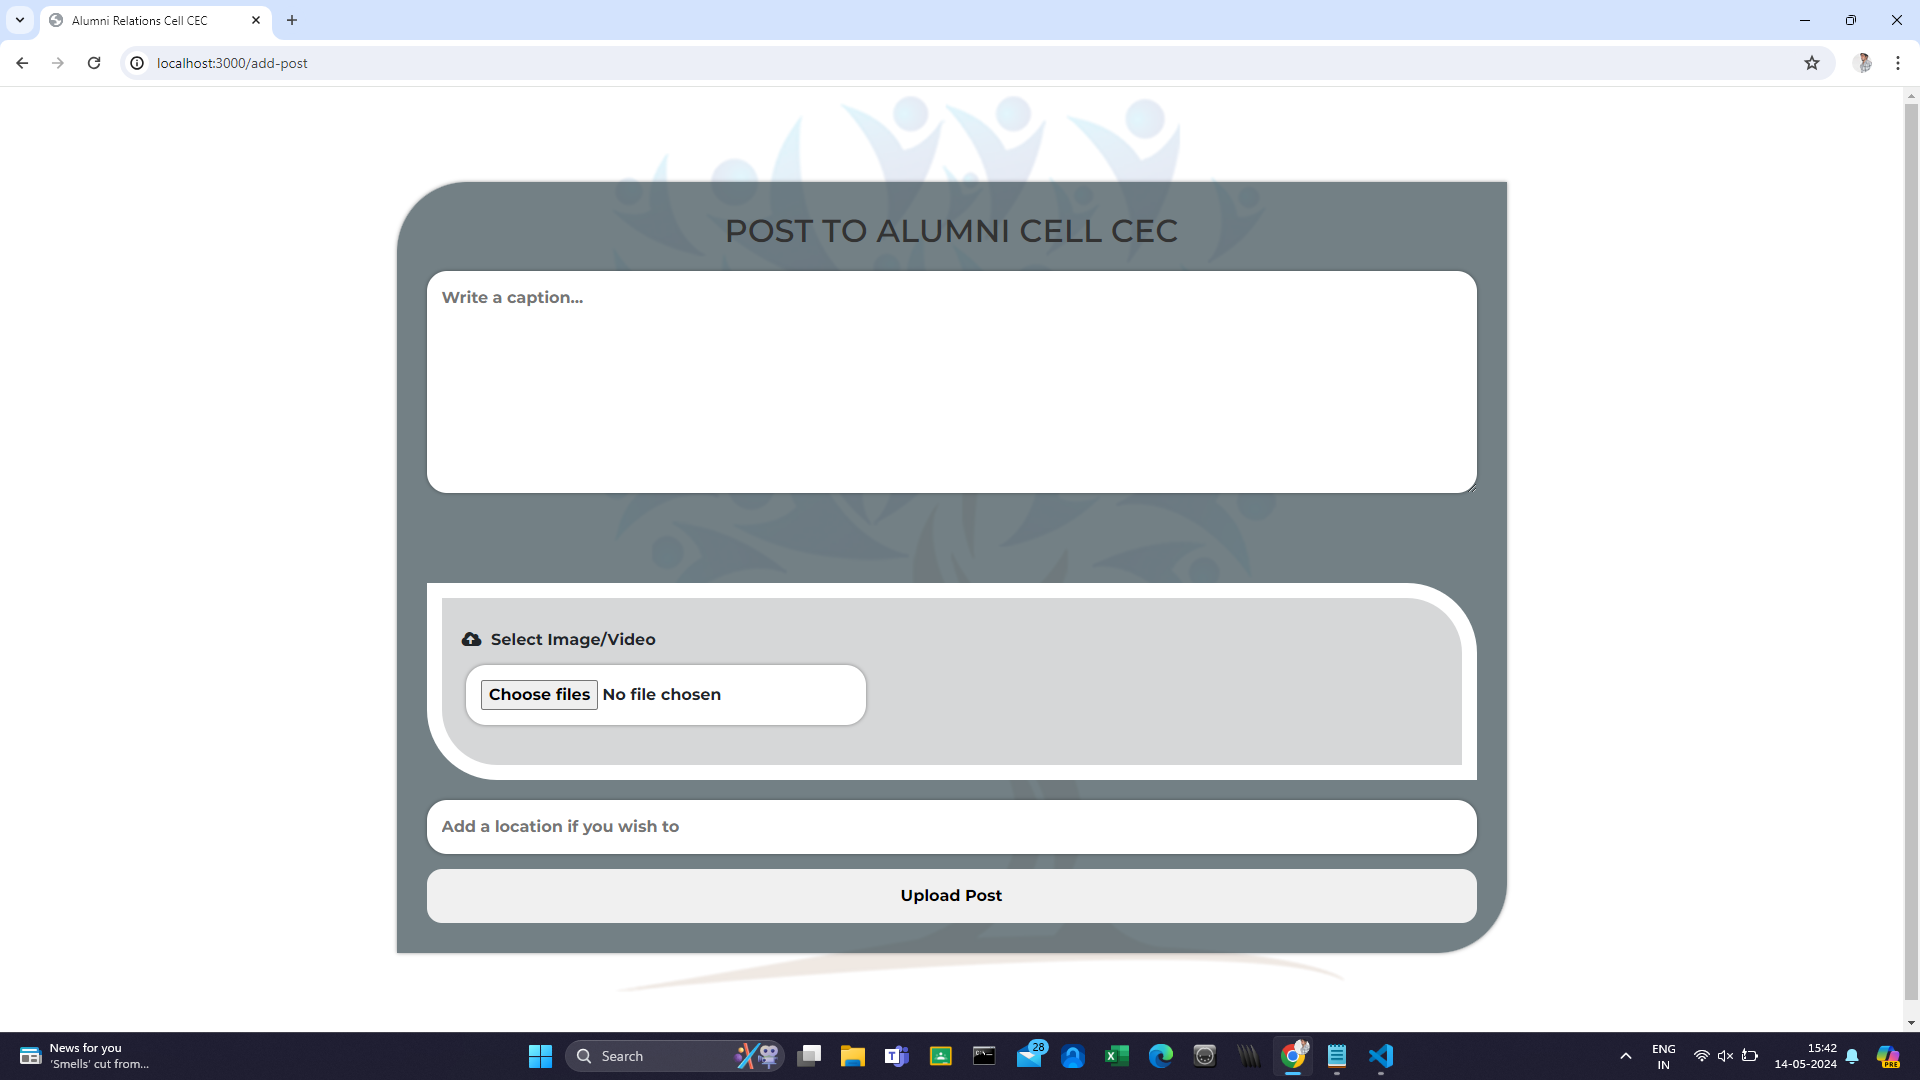 Alumni Relations Cell CEC
localhost:3000/add-post
POST TO ALUMNI CELL CEC
Write a caption...
Select Image/Video
Choose files No file chosen
Add a location if you wish to
Upload Post
News for you
'Smells' cut from...
Search
28
ENG
IN
15:42
14-05-2024
PRE